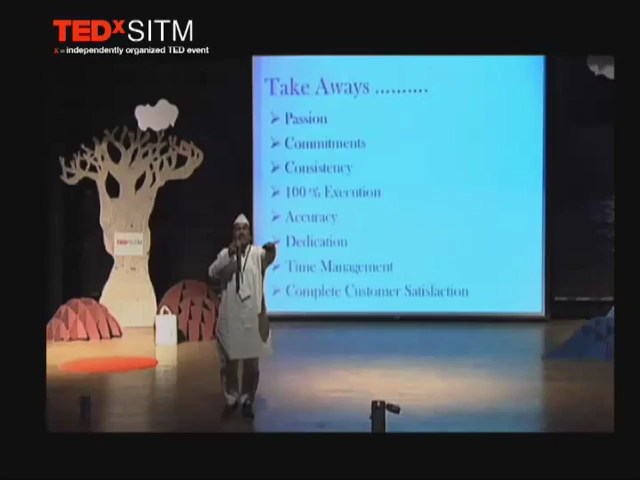 TEDxSITM
x = independently organized TED event
Take Aways ..........
➢ Passion
➢ Commitments
➢ Consistency
➢ 100 % Execution
➢ Accuracy
➢ Dedication
➢ Time Management
➢ Complete Customer Satisfaction
TEDxSITM